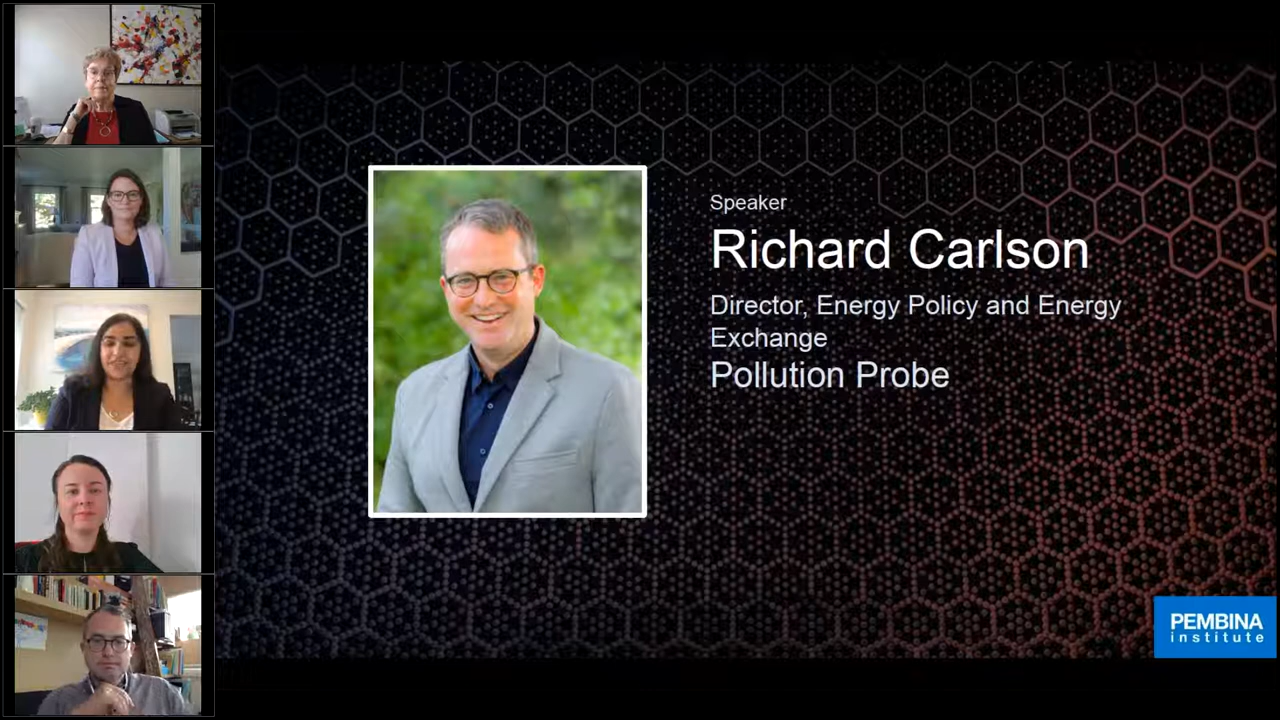 Speaker
Richard Carlson
Director, Energy Policy and Energy
Exchange
Pollution Probe
PEMBINA
institute